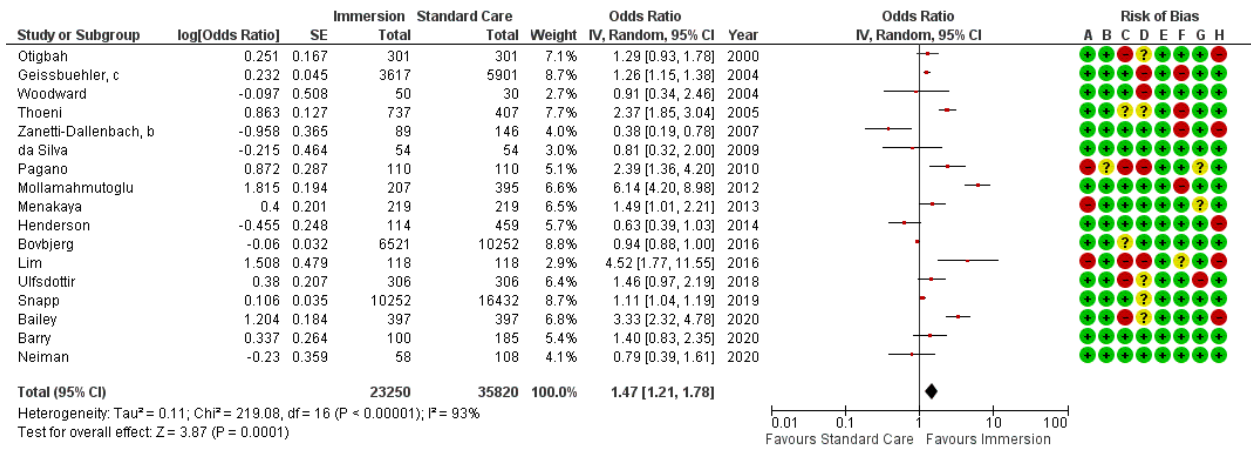 Immersion Standard Care Odds Ratio Odds Ratio Risk of Bias
Study or Subgroup log[Odds Ratio] SE Total Total Weight IV, Random, 95% CI Year IV, Random, 95% CI A B C D E F G H
Otigbah 0.251 0.167 301 301 7.1% 1.29 [0.93, 1.78] 2000 + + - ? + + + -
Geissbuehler, c 0.232 0.045 3617 5901 8.7% 1.26 [1.15, 1.38] 2004 + + + - + - + +
Woodward -0.097 0.508 50 30 2.7% 0.91 [0.34, 2.46] 2004 + + + - + + + +
Thoeni 0.863 0.127 737 407 7.7% 2.37 [1.85, 3.04] 2005 + + ? ? + - + +
Zanetti-Dallenbach, b -0.958 0.365 89 146 4.0% 0.38 [0.19, 0.78] 2007 + + + + + - + -
da Silva -0.215 0.464 54 54 3.0% 0.81 [0.32, 2.00] 2009 + + + + + + + +
Pagano 0.872 0.287 110 110 5.1% 2.39 [1.36, 4.20] 2010 - ? - - + + ? +
Mollamahmutoglu 1.815 0.194 207 395 6.6% 6.14 [4.20, 8.98] 2012 + + + + + - + +
Menakaya 0.4 0.201 219 219 6.5% 1.49 [1.01, 2.21] 2013 - + + + + + ? +
Henderson -0.455 0.248 114 459 5.7% 0.63 [0.39, 1.03] 2014 + + + + + + + -
Bovbjerg -0.06 0.032 6521 10252 8.8% 0.94 [0.88, 1.00] 2016 + + ? + + + + +
Lim 1.508 0.479 118 118 2.9% 4.52 [1.77, 11.55] 2016 - + - - + ? + -
Ulfsdottir 0.38 0.207 306 306 6.4% 1.46 [0.97, 2.19] 2018 + + - ? + + - +
Snapp 0.106 0.035 10252 16432 8.7% 1.11 [1.04, 1.19] 2019 + + + ? + + + +
Bailey 1.204 0.184 397 397 6.8% 3.33 [2.32, 4.78] 2020 + + - ? + + + -
Barry 0.337 0.264 100 185 5.4% 1.40 [0.83, 2.35] 2020 + + + + + + + +
Neiman -0.23 0.359 58 108 4.1% 0.79 [0.39, 1.61] 2020 + + + + + + + +
Total (95% CI) 23250 35820 100.0% 1.47 [1.21, 1.78]
Heterogeneity: Tau² = 0.11; Chi² = 219.08, df = 16 (P < 0.00001); I² = 93%
Test for overall effect: Z = 3.87 (P = 0.0001)
0.01 0.1 1 10 100
Favours Standard Care Favours Immersion